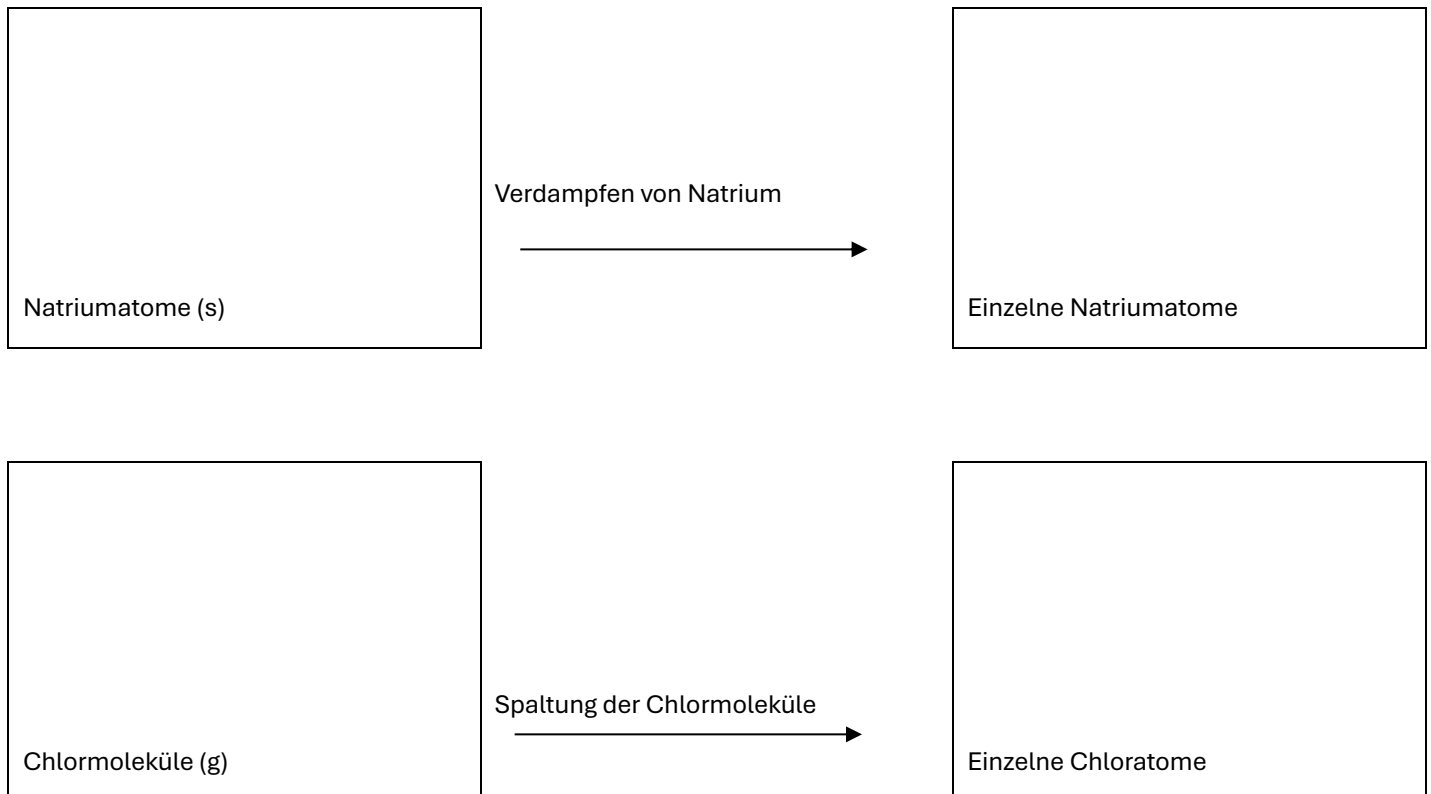 Verdampfen von Natrium
Natriumatome (s)
Einzelne Natriumatome
Spaltung der Chlormoleküle
Chlormoleküle (g)
Einzelne Chloratome